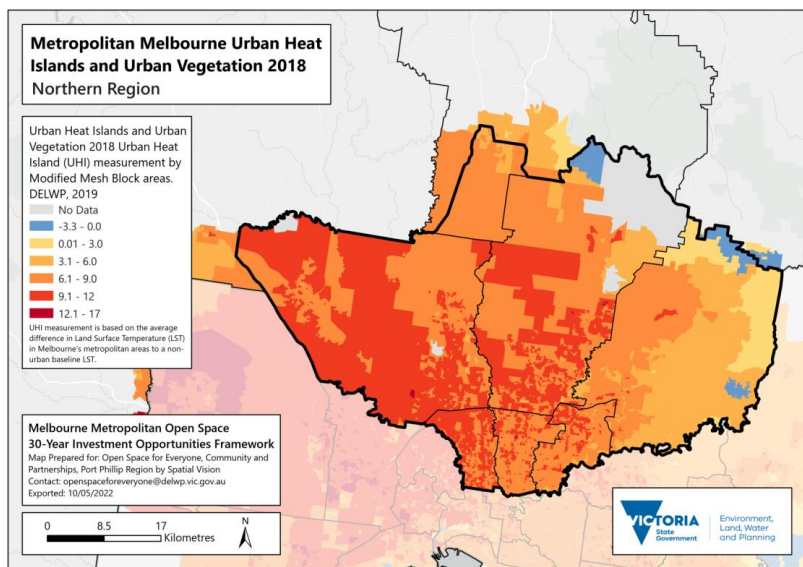 Metropolitan Melbourne Urban Heat
Islands and Urban Vegetation 2018
Northern Region
Urban Heat Islands and Urban
Vegetation 2018 Urban Heat
Island (UHI) measurement by
Modified Mesh Block areas.
DELWP, 2019
No Data
-3.3 - 0.0
0.01 - 3.0
3.1 - 6.0
6.1 - 9.0
9.1 - 12
12.1 - 17
UHI measurement is based on the average
difference in Land Surface Temperature (LST)
in Melbourne's metropolitan areas to a non-
urban baseline LST.
Melbourne Metropolitan Open Space
30-Year Investment Opportunities Framework
Map Prepared for: Open Space for Everyone, Community and
Partnerships, Port Phillip Region by Spatial Vision
Contact: openspaceforeveryone@delwp.vic.gov.au
Exported: 10/05/2022
0 8.5 17
Kilometres
N
VICTORIA
State
Government
Environment,
Land, Water
and Planning